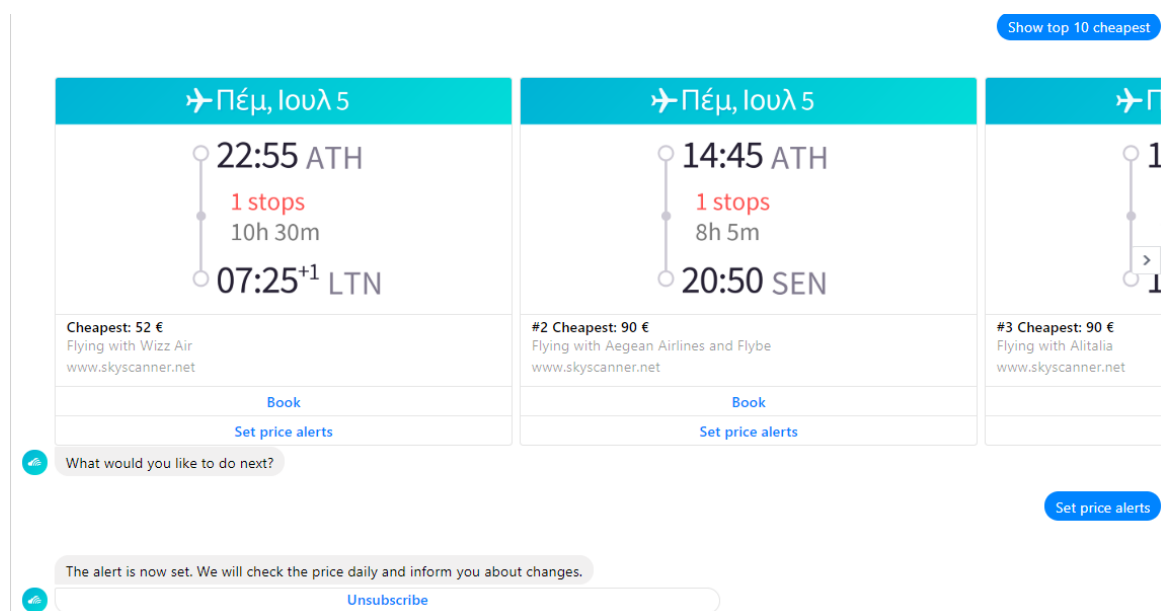 Show top 10 cheapest
Πέμ, Ιουλ 5
22:55 ATH
1 stops
10h 30m
07:25+1 LTN
Cheapest: 52 €
Flying with Wizz Air
www.skyscanner.net
Book
Set price alerts
Πέμ, Ιουλ 5
14:45 ATH
1 stops
8h 5m
20:50 SEN
#2 Cheapest: 90 €
Flying with Aegean Airlines and Flybe
www.skyscanner.net
Book
Set price alerts
#3 Cheapest: 90 €
Flying with Alitalia
www.skyscanner.net
What would you like to do next?
Set price alerts
The alert is now set. We will check the price daily and inform you about changes.
Unsubscribe